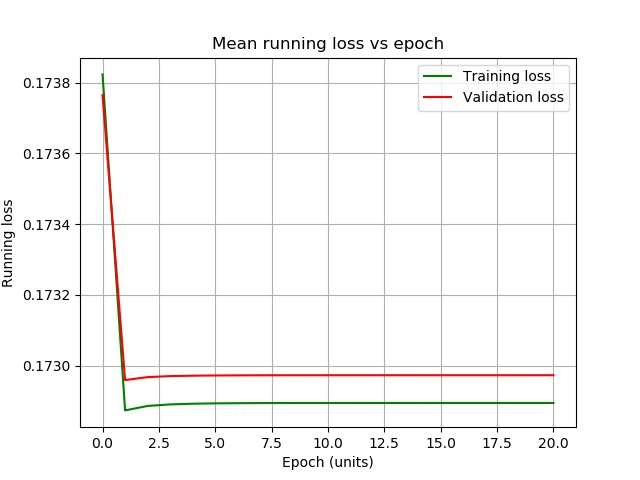 Mean running loss vs epoch
Training loss
Validation loss
0.1738
0.1736
0.1734
0.1732
0.1730
Running loss
0.0 2.5 5.0 7.5 10.0 12.5 15.0 17.5 20.0
Epoch (units)